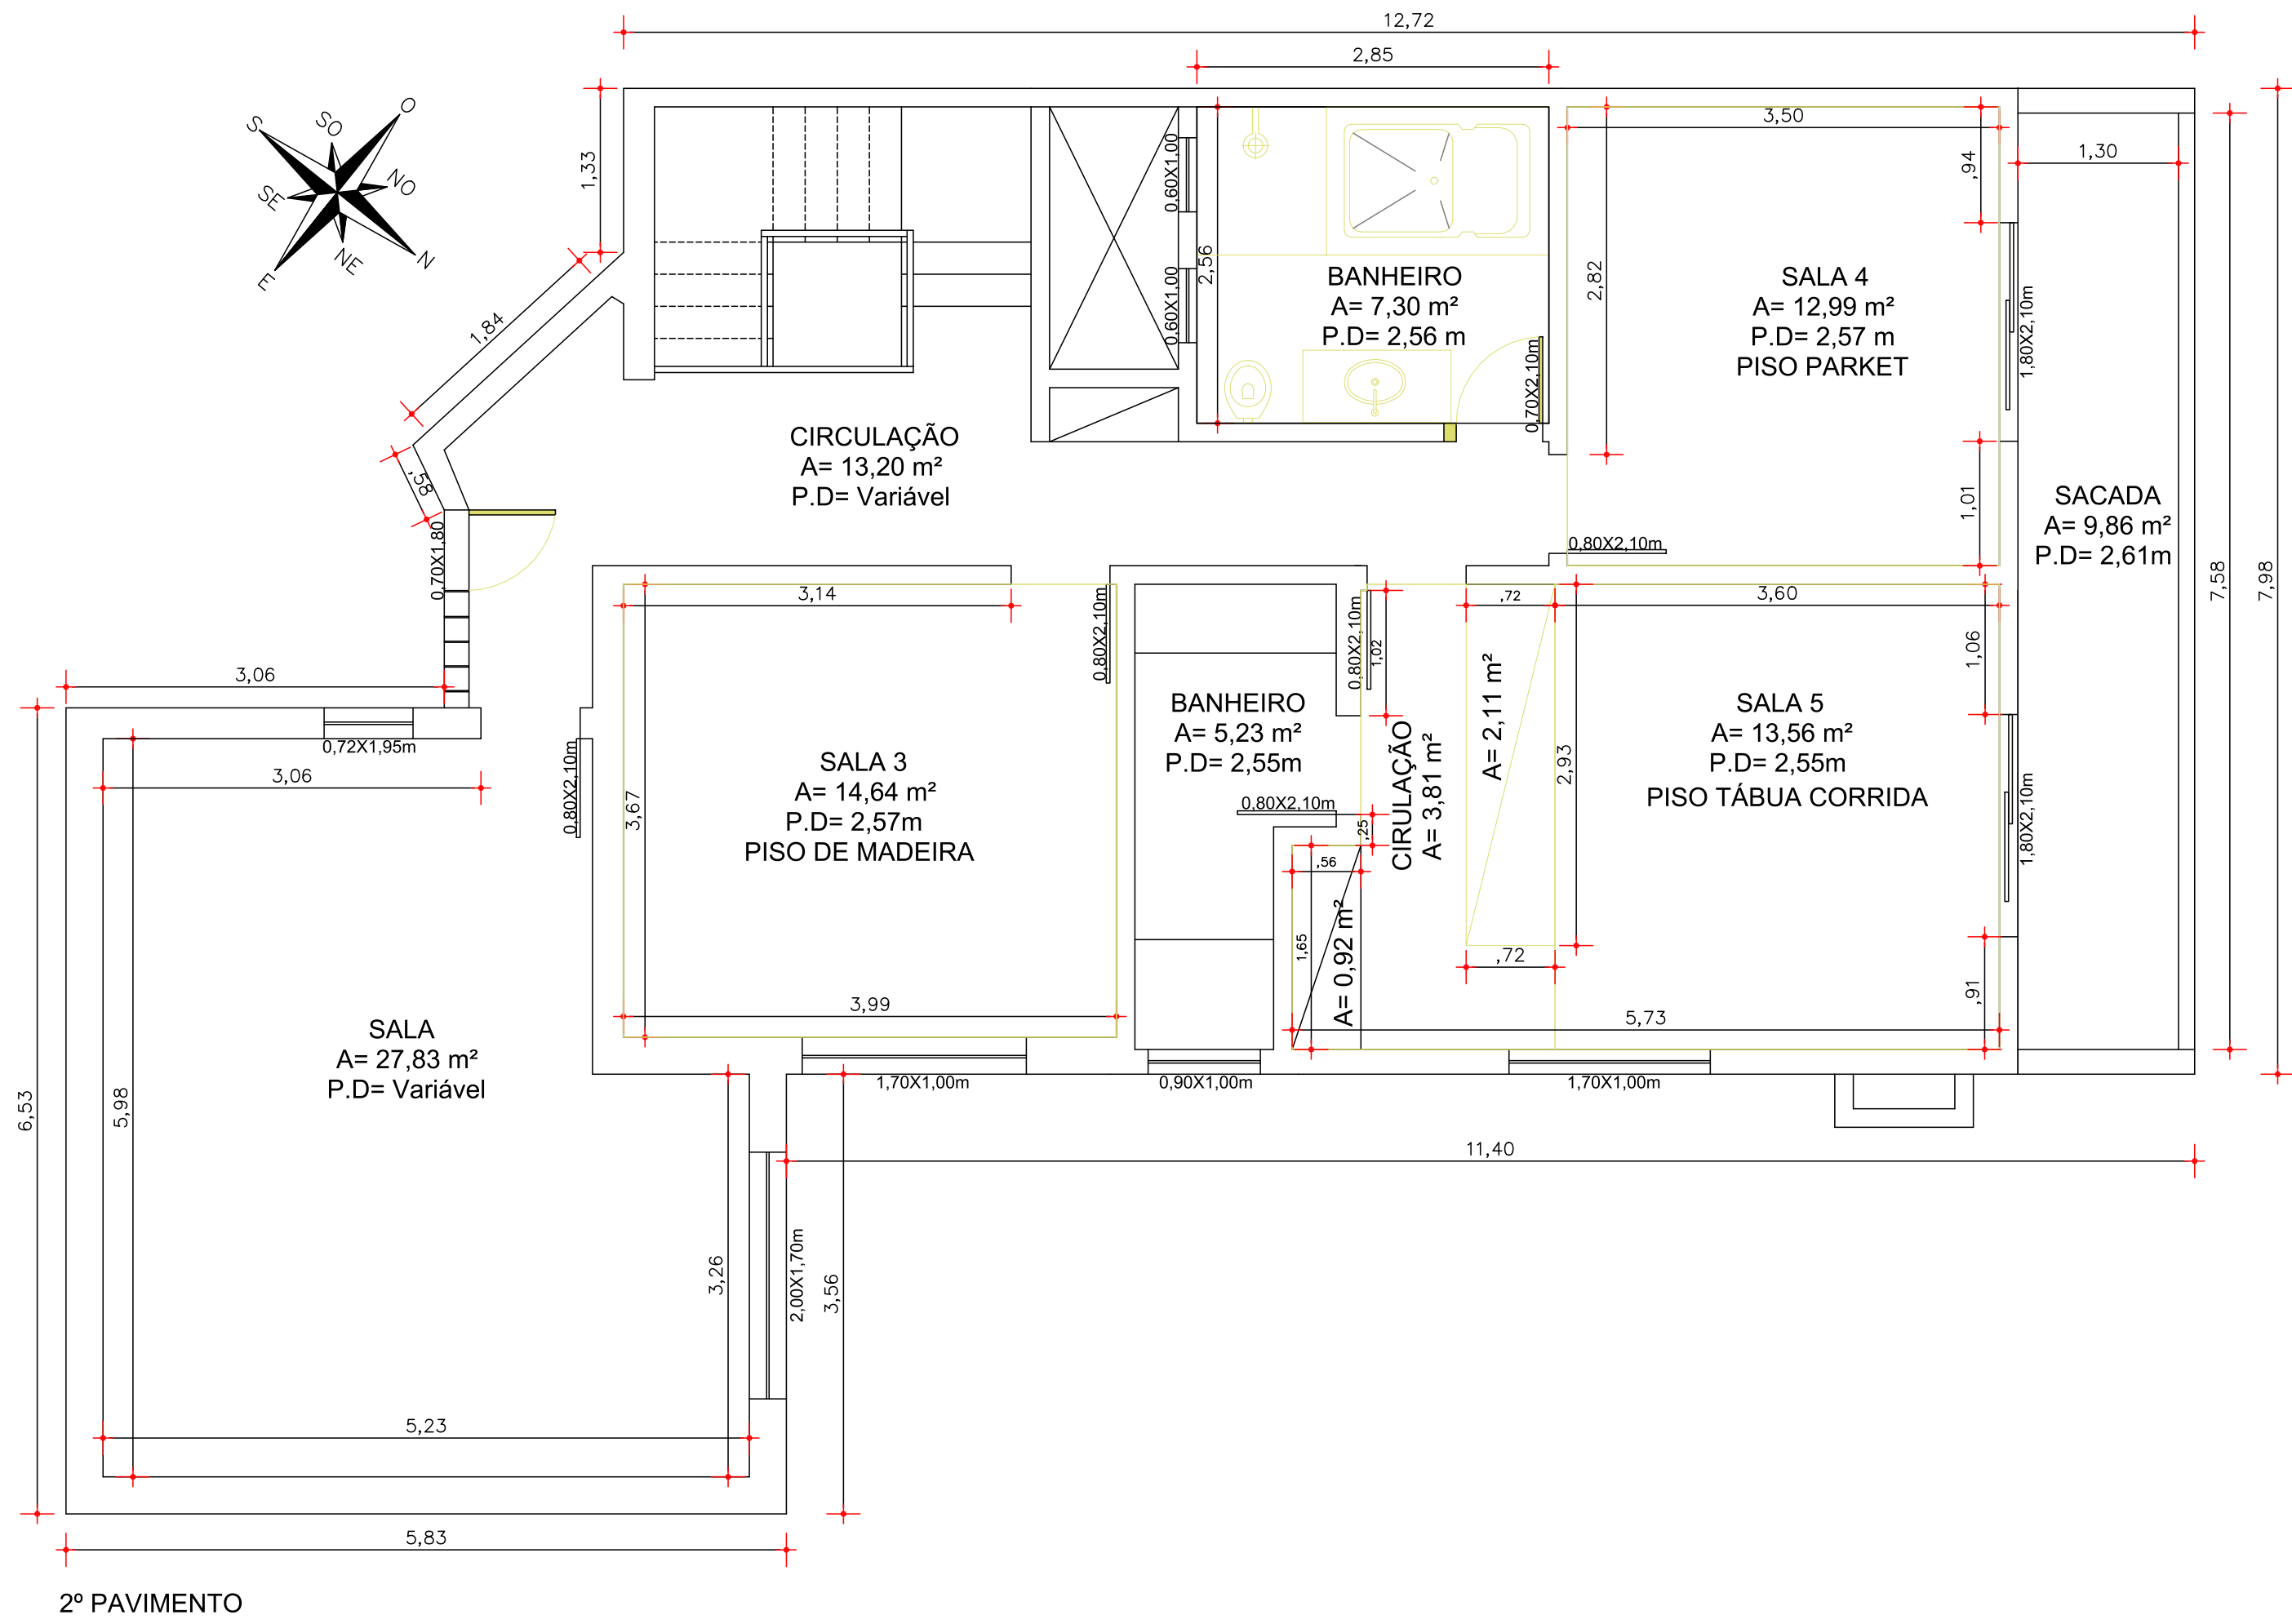 12,72
2,85
3,50
1,30
1,33
,94
S
SO
O
SE
NO
E
NE
N
0,60X1,00
0,60X1,00
2,56
BANHEIRO
A= 7,30 m²
P.D= 2,56 m
2,82
SALA 4
A= 12,99 m²
P.D= 2,57 m
PISO PARKET
1,80X2,10m
1,84
0,70X2,10m
CIRCULAÇÃO
A= 13,20 m²
P.D= Variável
,58
0,70X1,80
1,01
SACADA
A= 9,86 m²
P.D= 2,61m
7,58
7,98
0,80X2,10m
3,14
0,80X2,10m
0,80X2,10m
1,02
,72
3,60
1,06
3,06
0,72X1,95m
3,06
0,80X2,10m
3,67
SALA 3
A= 14,64 m²
P.D= 2,57m
PISO DE MADEIRA
BANHEIRO
A= 5,23 m²
P.D= 2,55m
0,80X2,10m
,25
CIRULAÇÃO
A= 3,81 m²
A= 2,11 m²
2,93
SALA 5
A= 13,56 m²
P.D= 2,55m
PISO TÁBUA CORRIDA
1,80X2,10m
,56
1,65
A= 0,92 m²
,72
,91
3,99
5,73
1,70X1,00m
0,90X1,00m
1,70X1,00m
SALA
A= 27,83 m²
P.D= Variável
6,53
5,98
11,40
3,26
2,00X1,70m
3,56
5,23
5,83
2º PAVIMENTO